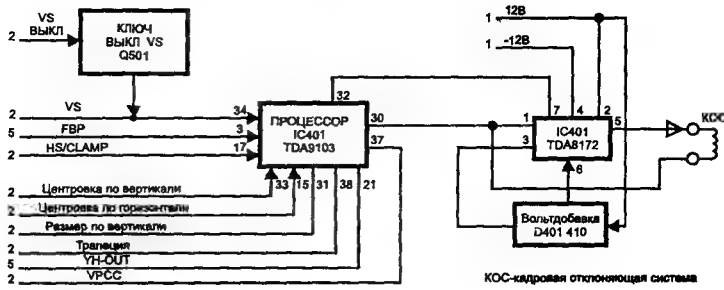 VS
ВЫКЛ
2
КЛЮЧ
ВЫКЛ VS
Q501
1 12В
1 -12В
32
7 4 2
2 VS 34
5 FBP 3
2 HS/CLAMP 17
ПРОЦЕССОР
IC401
TDA9103
30
37
1
3
IC401
TDA8172
5
6
КОС
33 15 31 38 21
2 Центровка по вертикали
2 Центровка по горизонтали
2 Размер по вертикали
2 Трапеция
5 YH-OUT
2 VPCC
Вольтдобавка
D401 410
КОС-кадровая отклоняющая система